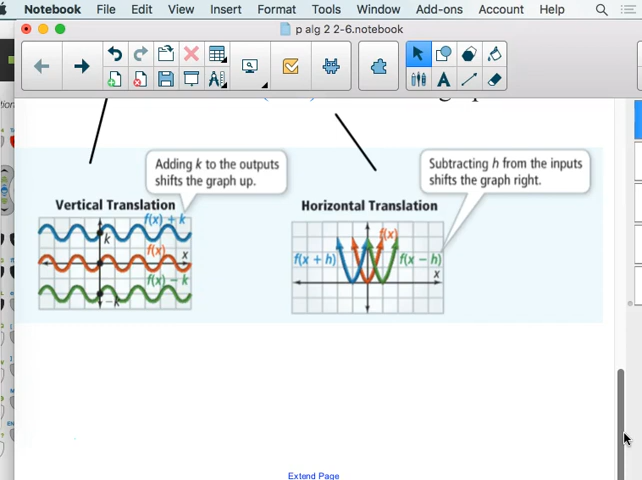 Notebook File Edit View Insert Format Tools Window Add-ons Account Help
p alg 2 2-6.notebook
A
Adding k to the outputs
shifts the graph up.
Subtracting h from the inputs
shifts the graph right.
Vertical Translation
Horizontal Translation
f(x) + k
k
f(x)
x
f(x) − k
−k
f(x)
f(x + h)
f(x − h)
x
Extend Page